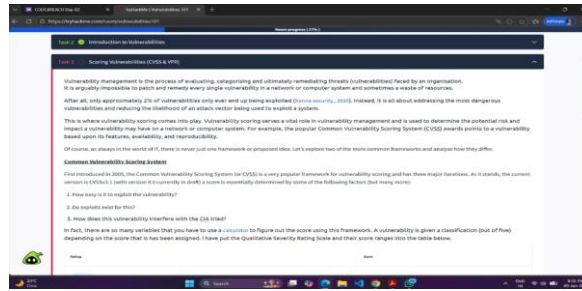 CODEBREACH Day-02
TryHackMe | Vulnerabilities 101
https://tryhackme.com/room/vulnerabilities101
Room progress ( 27% )
Task 2 Introduction to Vulnerabilities
Task 3 Scoring Vulnerabilities (CVSS & VPR)
Vulnerability management is the process of evaluating, categorising and ultimately remediating threats (vulnerabilities) faced by an organisation.
It is arguably impossible to patch and remedy every single vulnerability in a network or computer system and sometimes a waste of resources.
After all, only approximately 2% of vulnerabilities only ever end up being exploited (Kenna security., 2020). Instead, it is all about addressing the most dangerous
vulnerabilities and reducing the likelihood of an attack vector being used to exploit a system.
This is where vulnerability scoring comes into play. Vulnerability scoring serves a vital role in vulnerability management and is used to determine the potential risk and
impact a vulnerability may have on a network or computer system. For example, the popular Common Vulnerability Scoring System (CVSS) awards points to a vulnerability
based upon its features, availability, and reproducibility.
Of course, as always in the world of IT, there is never just one framework or proposed idea. Let's explore two of the more common frameworks and analyse how they differ.
Common Vulnerability Scoring System
First introduced in 2005, the Common Vulnerability Scoring System (or CVSS) is a very popular framework for vulnerability scoring and has three major iterations. As it stands, the current
version is CVSSv3.1 (with version 4.0 currently in draft) a score is essentially determined by some of the following factors (but many more):
1. How easy is it to exploit the vulnerability?
2. Do exploits exist for this?
3. How does this vulnerability interfere with the CIA triad?
In fact, there are so many variables that you have to use a calculator to figure out the score using this framework. A vulnerability is given a classification (out of five)
depending on the score that is has been assigned. I have put the Qualitative Severity Rating Scale and their score ranges into the table below.
Rating Score
Search
ENG